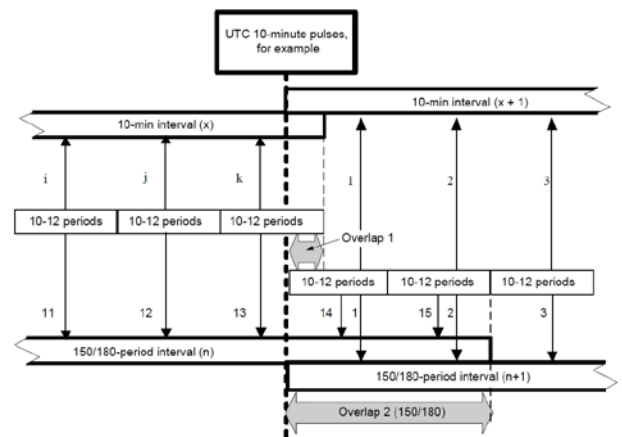 UTC 10-minute pulses,
for example
10-min interval (x + 1)
10-min interval (x)
i
j
k
1
2
3
10-12 periods
10-12 periods
10-12 periods
Overlap 1
10-12 periods
10-12 periods
10-12 periods
11
12
13
14
1
15
2
3
150/180-period interval (n)
150/180-period interval (n+1)
Overlap 2 (150/180)